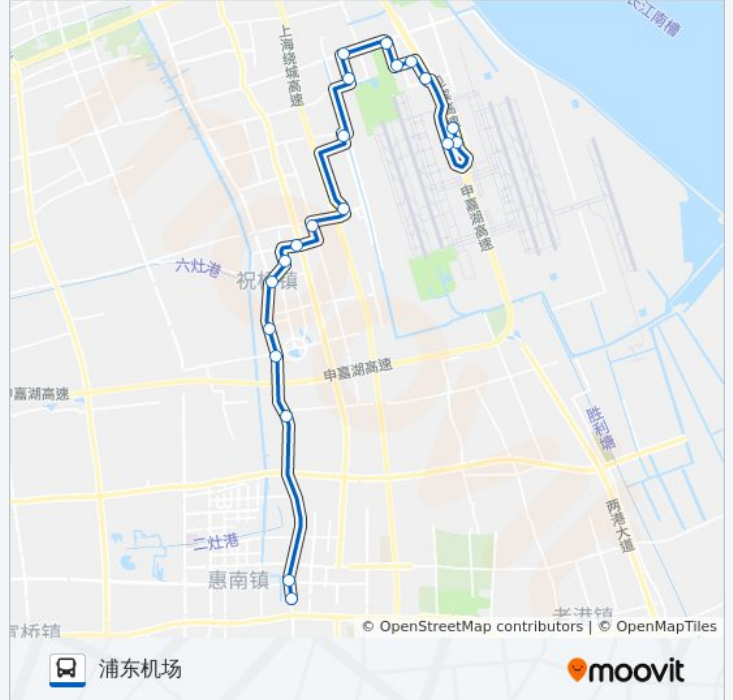 长江南槽
上海绕城高速
申嘉湖高速
六灶港
祝桥镇
申嘉湖高速
申嘉湖高速
胜利塘
两港大道
二灶港
惠南镇
老港镇
宣桥镇
© OpenStreetMap contributors | © OpenMapTiles
浦东机场
moovit